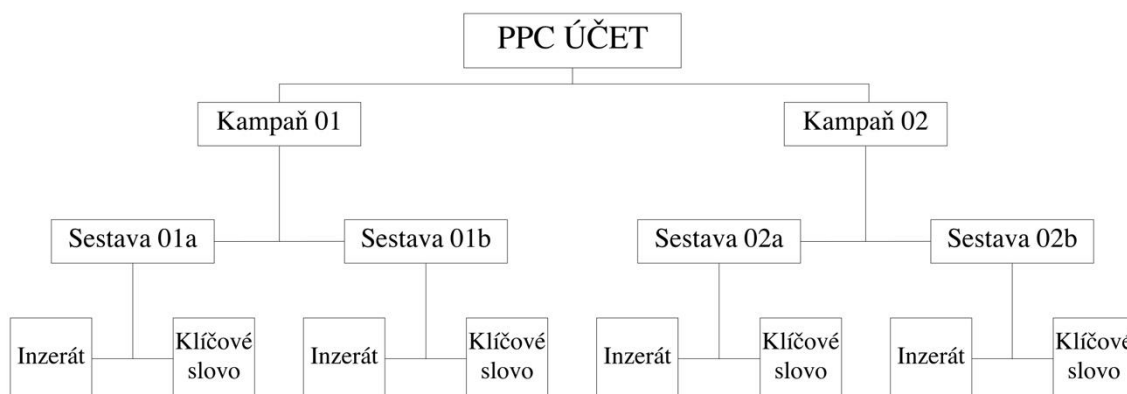 PPC ÚČET
Kampaň 01
Kampaň 02
Sestava 01a
Sestava 01b
Sestava 02a
Sestava 02b
Inzerát
Klíčové
slovo
Inzerát
Klíčové
slovo
Inzerát
Klíčové
slovo
Inzerát
Klíčové
slovo